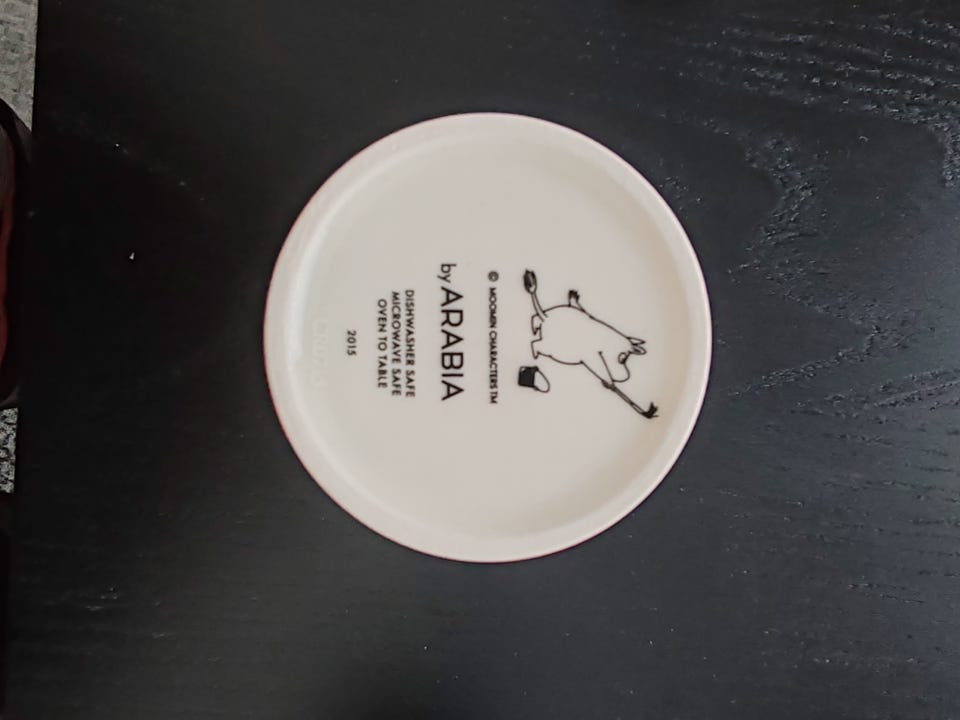 © MOOMIN CHARACTERS TM
by ARABIA
DISHWASHER SAFE
MICROWAVE SAFE
OVEN TO TABLE
2015